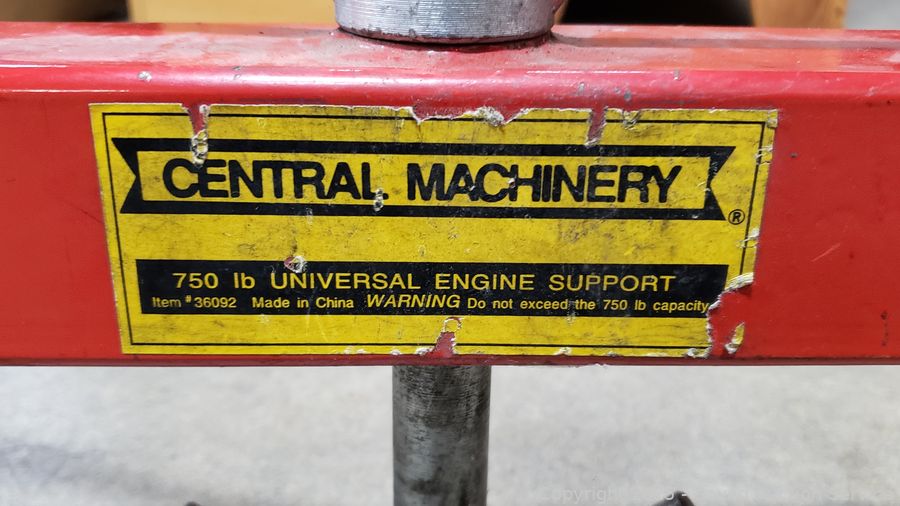 CENTRAL MACHINERY
®
750 lb UNIVERSAL ENGINE SUPPORT
Item #36092 Made in China WARNING Do not exceed the 750 lb capacity
Copyright